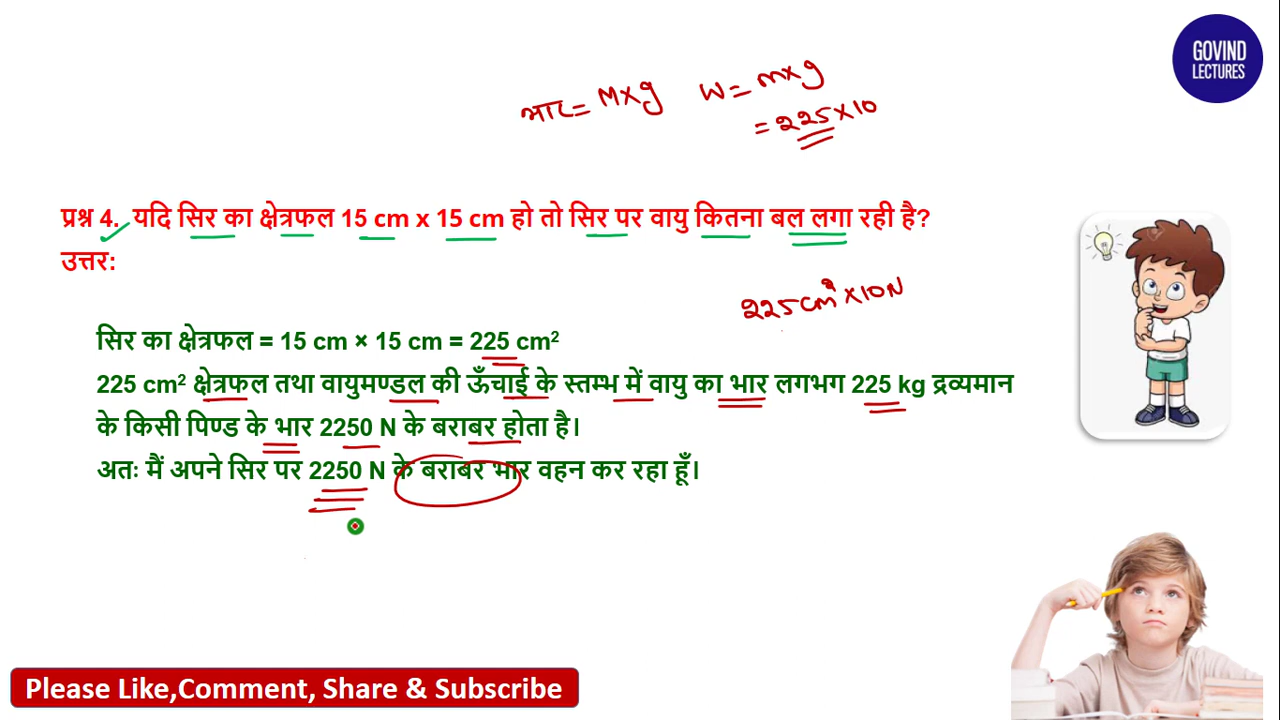 GOVIND
LECTURES
भार = M×g W = m×g
= 225×10
प्रश्न 4. यदि सिर का क्षेत्रफल 15 cm x 15 cm हो तो सिर पर वायु कितना बल लगा रही है?
उत्तर:
225cm²×10N
सिर का क्षेत्रफल = 15 cm × 15 cm = 225 cm²
225 cm² क्षेत्रफल तथा वायुमण्डल की ऊँचाई के स्तम्भ में वायु का भार लगभग 225 kg द्रव्यमान
के किसी पिण्ड के भार 2250 N के बराबर होता है।
अतः मैं अपने सिर पर 2250 N के बराबर भार वहन कर रहा हूँ।
Please Like,Comment, Share & Subscribe